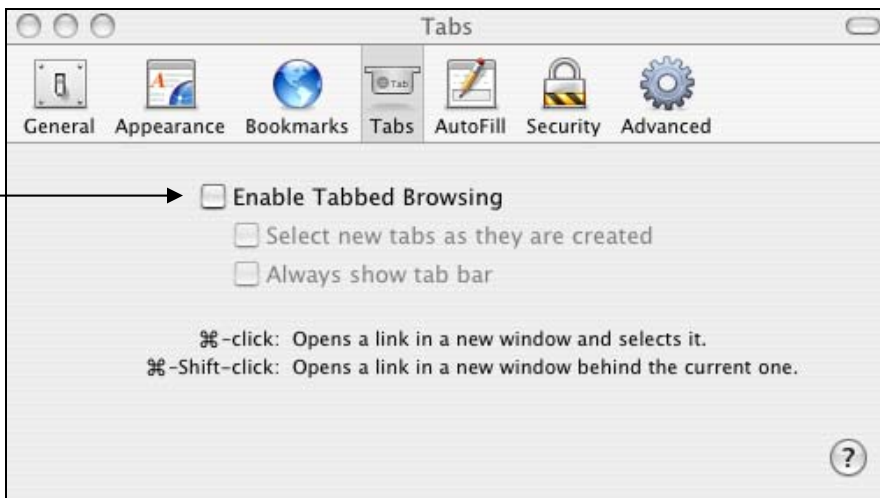 Tabs
General Appearance Bookmarks Tabs AutoFill Security Advanced
Enable Tabbed Browsing
Select new tabs as they are created
Always show tab bar
⌘-click: Opens a link in a new window and selects it.
⌘-Shift-click: Opens a link in a new window behind the current one.
?